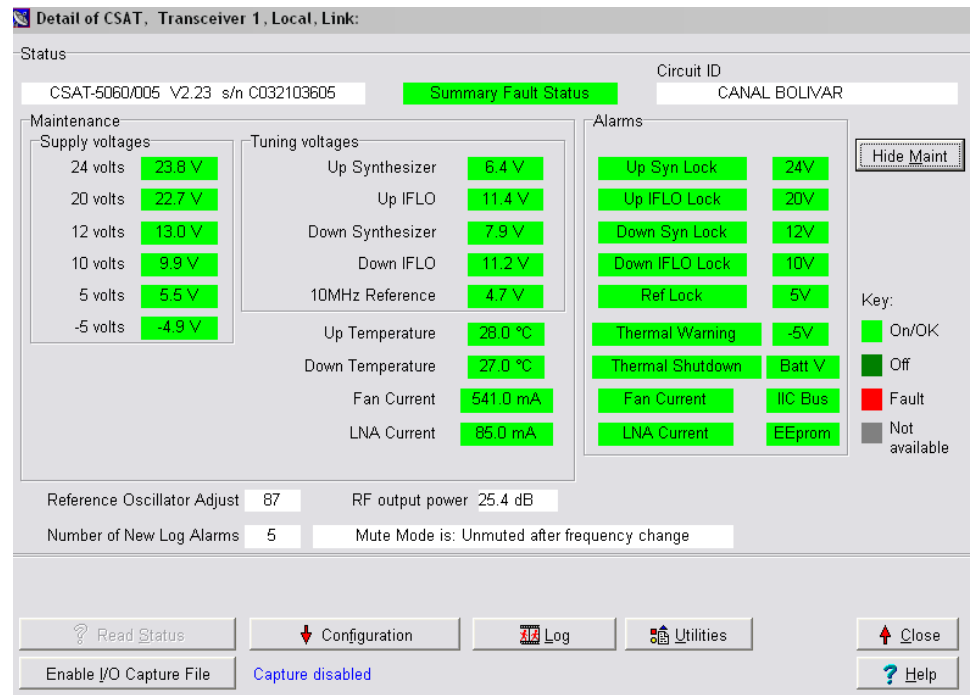 Detail of CSAT, Transceiver 1, Local, Link:
Status
Circuit ID
CSAT-5060/005 V2.23 s/n C032103605 Summary Fault Status CANAL BOLIVAR
Maintenance Alarms
Supply voltages Tuning voltages
24 volts 23.8 V Up Synthesizer 6.4 V Up Syn Lock 24V Hide Maint
20 volts 22.7 V Up IFLO 11.4 V Up IFLO Lock 20V
12 volts 13.0 V Down Synthesizer 7.9 V Down Syn Lock 12V
10 volts 9.9 V Down IFLO 11.2 V Down IFLO Lock 10V
5 volts 5.5 V 10MHz Reference 4.7 V Ref Lock 5V Key:
-5 volts -4.9 V Up Temperature 28.0 °C Thermal Warning -5V On/OK
Down Temperature 27.0 °C Thermal Shutdown Batt V Off
Fan Current 541.0 mA Fan Current IIC Bus Fault
LNA Current 85.0 mA LNA Current EEprom Not
available
Reference Oscillator Adjust 87 RF output power 25.4 dB
Number of New Log Alarms 5 Mute Mode is: Unmuted after frequency change
? Read Status Configuration Log Utilities Close
Enable I/O Capture File Capture disabled ? Help